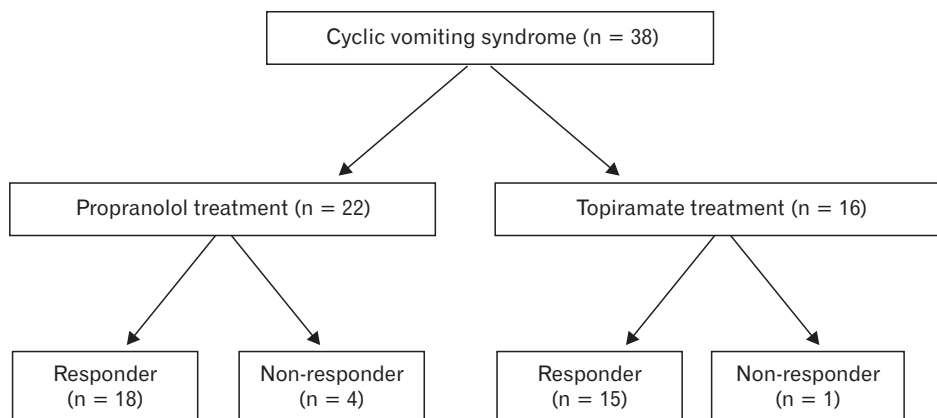 Cyclic vomiting syndrome (n = 38)
Propranolol treatment (n = 22)
Topiramate treatment (n = 16)
Responder
(n = 18)
Non-responder
(n = 4)
Responder
(n = 15)
Non-responder
(n = 1)